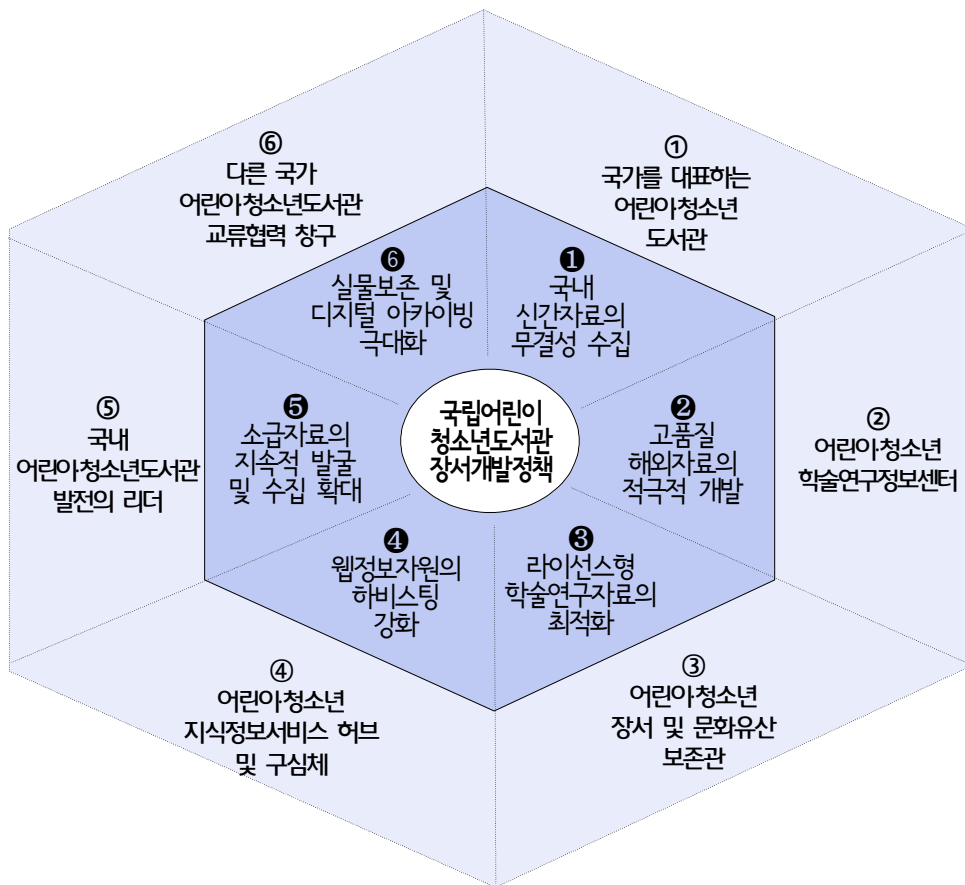 ⑥
다른 국가
어린아청소년도서관
교류협력 창구
①
국가를 대표하는
어린아청소년
도서관
❻
실물보존 및
디지털 아카이빙
극대화
❶
국내
신간자료의
무결성 수집
⑤
국내
어린아청소년도서관
발전의 리더
❺
소급자료의
지속적 발굴
및 수집 확대
국립어린이
청소년도서관
장서개발정책
❷
고품질
해외자료의
적극적 개발
②
어린아청소년
학술연구정보센터
❹
웹정보자원의
하비스팅
강화
❸
라이선스형
학술연구자료의
최적화
④
어린아청소년
지식정보서비스 허브
및 구심체
③
어린아청소년
장서 및 문화유산
보존관